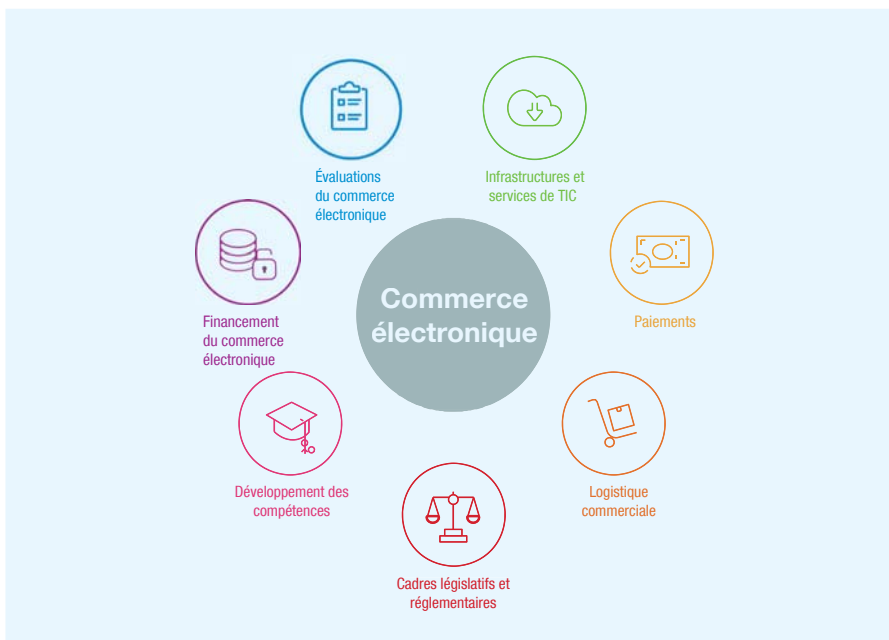 Évaluations
du commerce
électronique
Infrastructures et
services de TIC
Financement
du commerce
électronique
Commerce
électronique
Paiements
Développement des
compétences
Logistique
commerciale
Cadres législatifs et
réglementaires